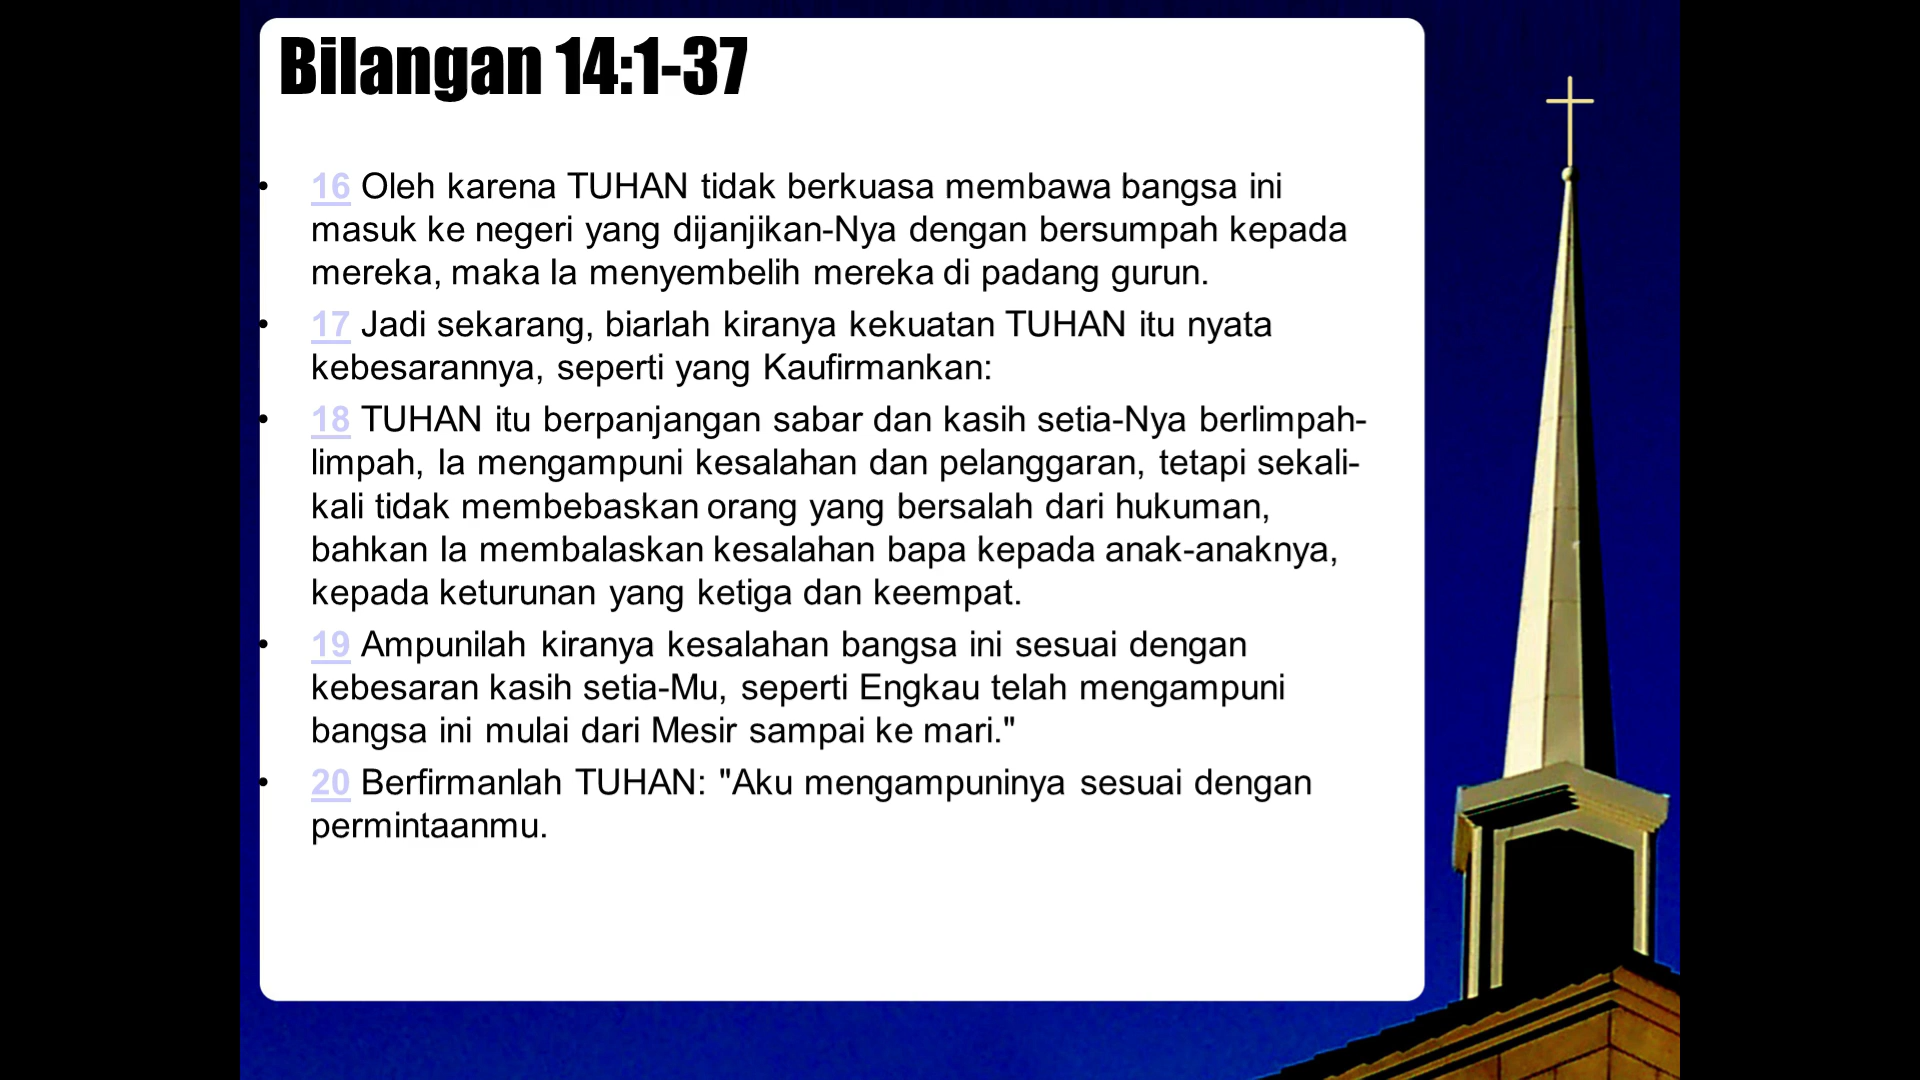 Bilangan 14:1-37
• 16 Oleh karena TUHAN tidak berkuasa membawa bangsa ini
masuk ke negeri yang dijanjikan-Nya dengan bersumpah kepada
mereka, maka Ia menyembelih mereka di padang gurun.
• 17 Jadi sekarang, biarlah kiranya kekuatan TUHAN itu nyata
kebesarannya, seperti yang Kaufirmankan:
• 18 TUHAN itu berpanjangan sabar dan kasih setia-Nya berlimpah-
limpah, Ia mengampuni kesalahan dan pelanggaran, tetapi sekali-
kali tidak membebaskan orang yang bersalah dari hukuman,
bahkan Ia membalaskan kesalahan bapa kepada anak-anaknya,
kepada keturunan yang ketiga dan keempat.
• 19 Ampunilah kiranya kesalahan bangsa ini sesuai dengan
kebesaran kasih setia-Mu, seperti Engkau telah mengampuni
bangsa ini mulai dari Mesir sampai ke mari."
• 20 Berfirmanlah TUHAN: "Aku mengampuninya sesuai dengan
permintaanmu.